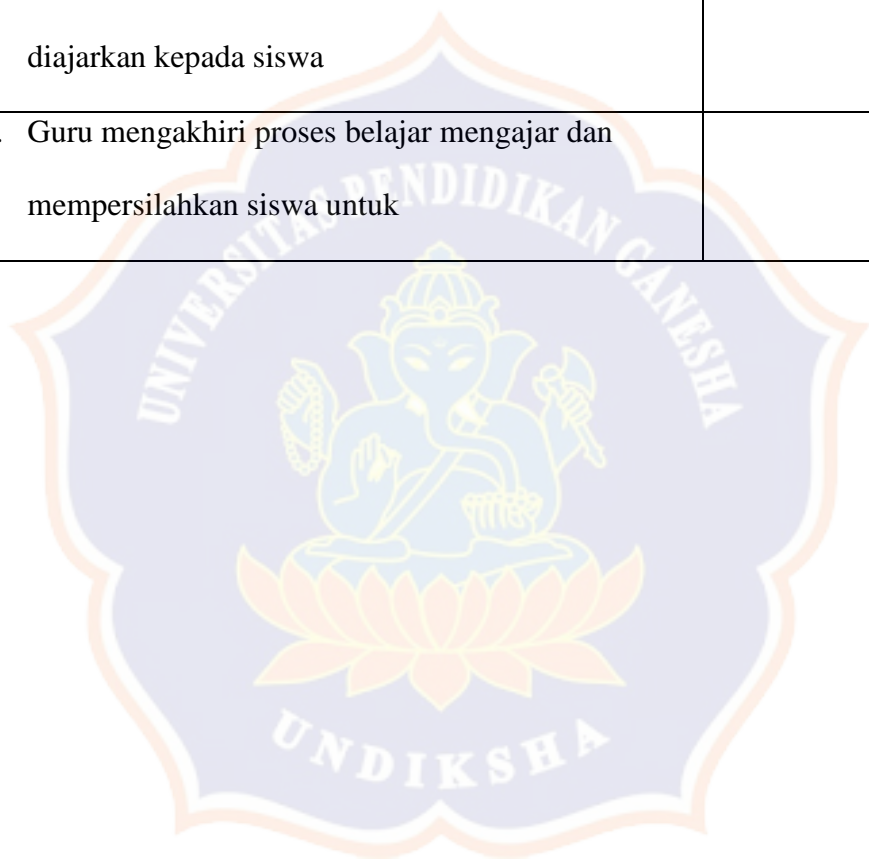 diajarkan kepada siswa
. Guru mengakhiri proses belajar mengajar dan
mempersilahkan siswa untuk
UNIVERSITAS PENDIDIKAN GANESHA
UNDIKSHA